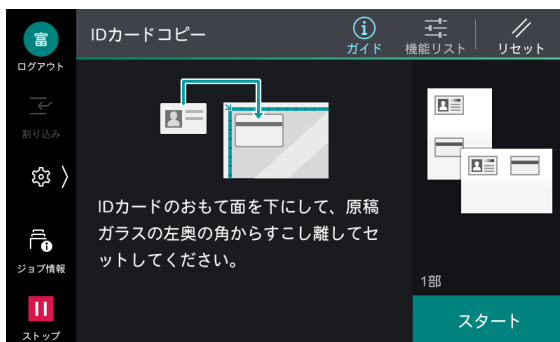 富
ログアウト
割り込み
ジョブ情報
ストップ
IDカードコピー
ガイド
機能リスト
リセット
IDカードのおもて面を下にして、原稿
ガラスの左奥の角からすこし離してセ
ットしてください。
1部
スタート